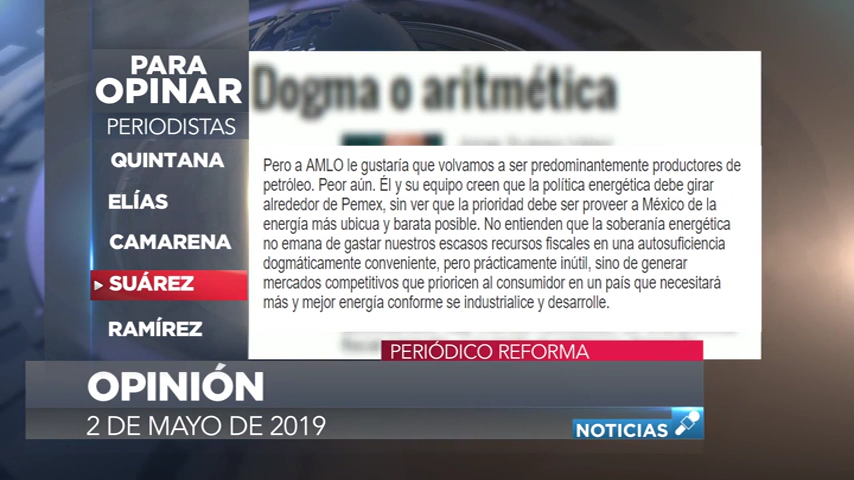 PARA
OPINAR
PERIODISTAS
QUINTANA
ELÍAS
CAMARENA
SUÁREZ
RAMÍREZ
Dogma o aritmética
Pero a AMLO le gustaría que volvamos a ser predominantemente productores de
petróleo. Peor aún. Él y su equipo creen que la política energética debe girar
alrededor de Pemex, sin ver que la prioridad debe ser proveer a México de la
energía más ubicua y barata posible. No entienden que la soberanía energética
no emana de gastar nuestros escasos recursos fiscales en una autosuficiencia
dogmáticamente conveniente, pero prácticamente inútil, sino de generar
mercados competitivos que prioricen al consumidor en un país que necesitará
más y mejor energía conforme se industrialice y desarrolle.
PERIÓDICO REFORMA
OPINIÓN
2 DE MAYO DE 2019
NOTICIAS